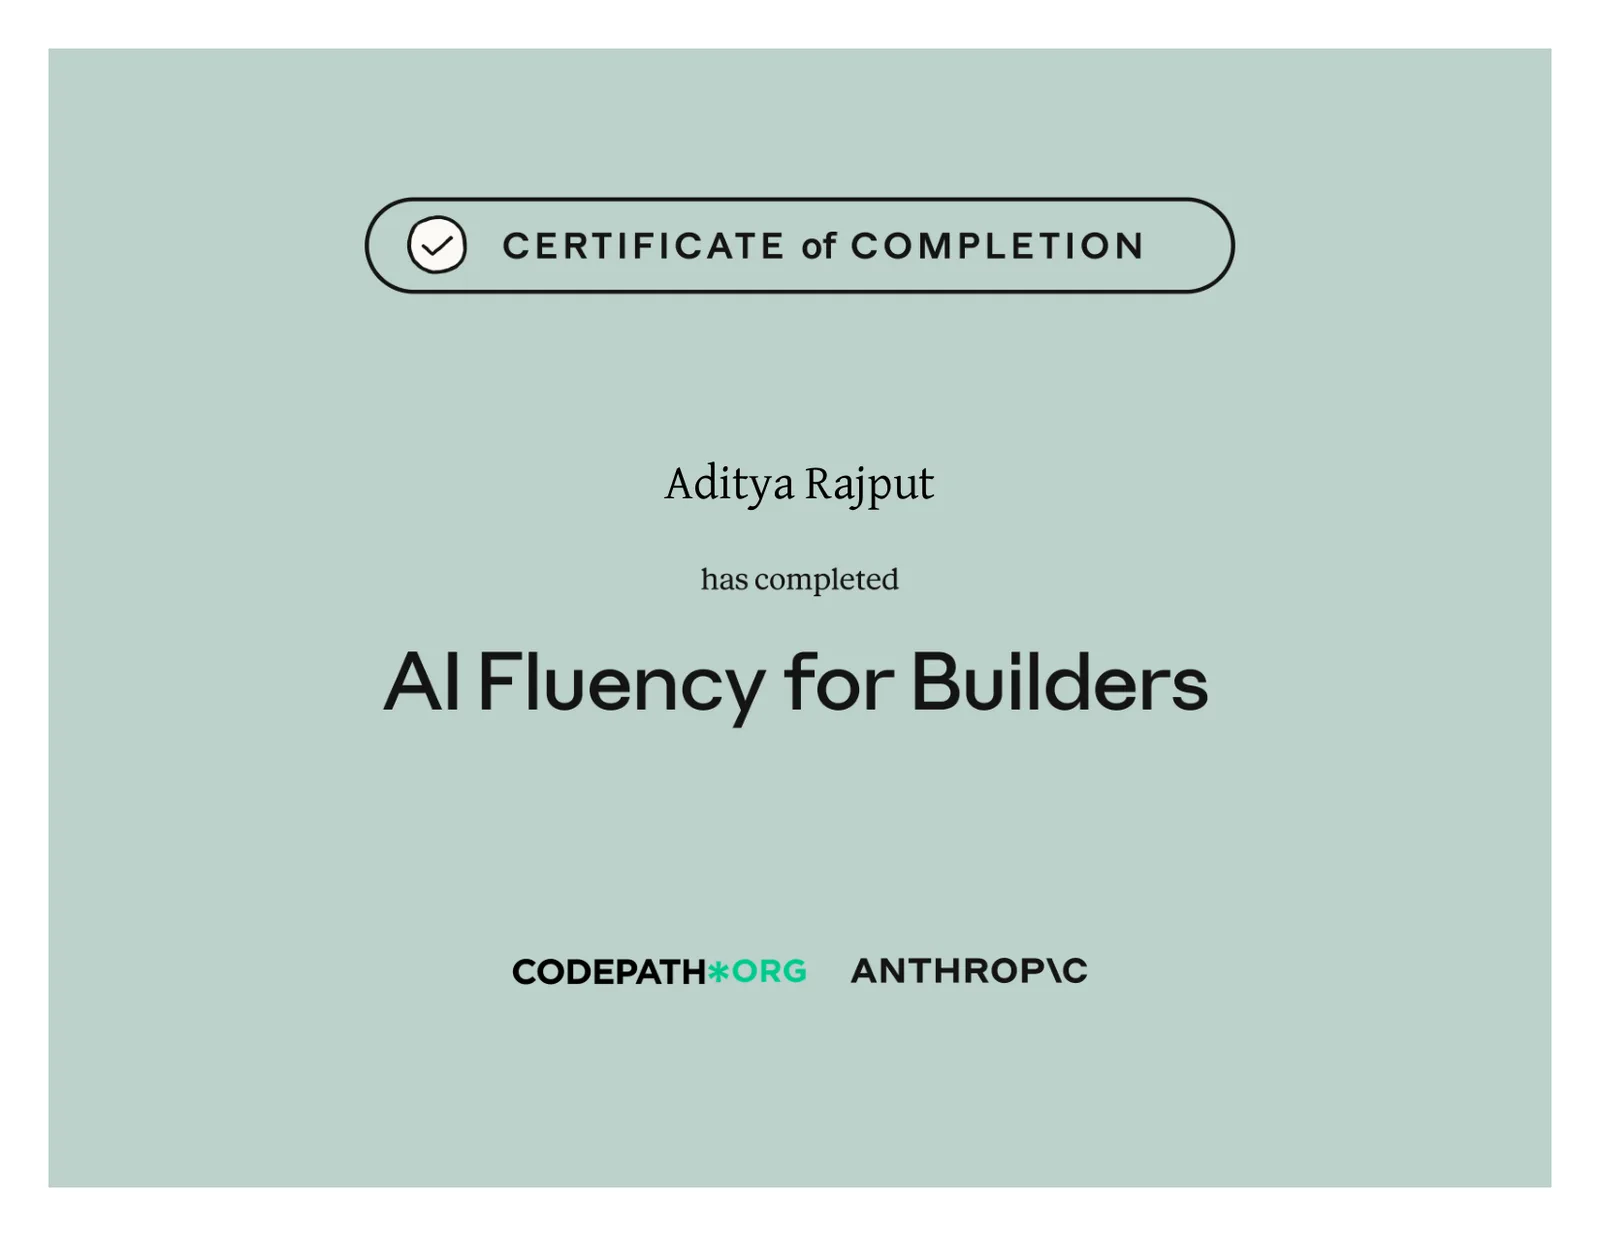 CERTIFICATE of COMPLETION
Aditya Rajput
has completed
AI Fluency for Builders
CODEPATH*ORG ANTHROP\C